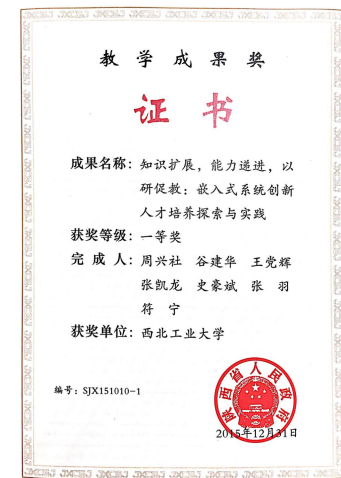 教学成果奖
证书
成果名称：知识扩展，能力递进，以
研促教：嵌入式系统创新
人才培养探索与实践
获奖等级：一等奖
完成人：周兴社 谷建华 王党辉
张凯龙 史豪斌 张羽
符宁
获奖单位：西北工业大学
编号：SJX151010-1
陕西省人民政府
2015年12月31日